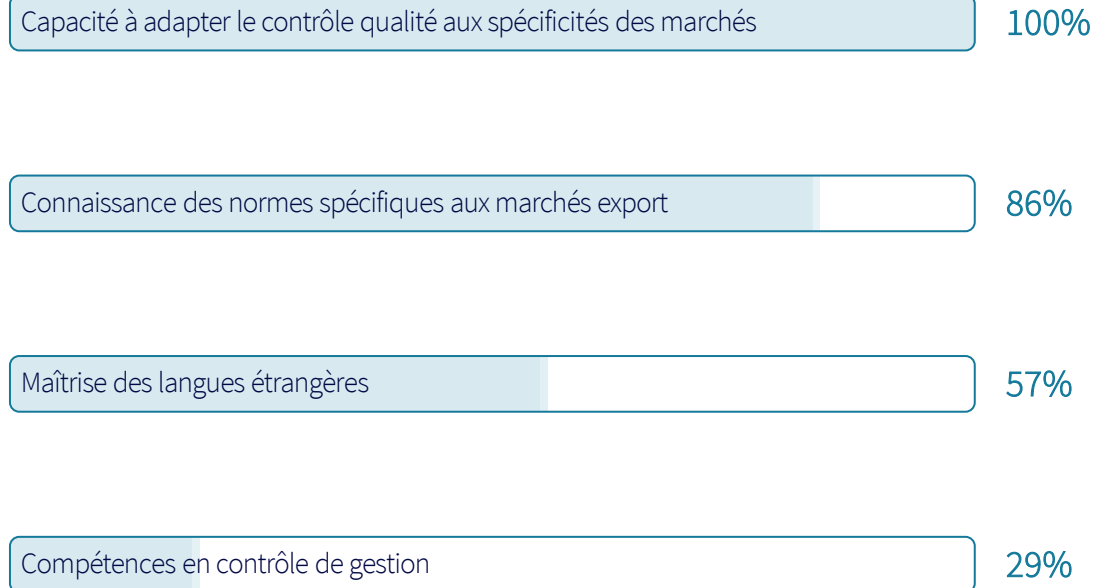 Capacité à adapter le contrôle qualité aux spécificités des marchés 100%
Connaissance des normes spécifiques aux marchés export 86%
Maîtrise des langues étrangères 57%
Compétences en contrôle de gestion 29%